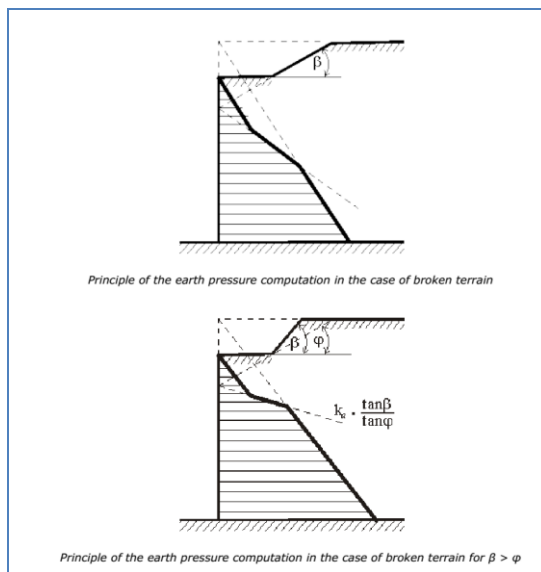 β
Principle of the earth pressure computation in the case of broken terrain
β φ
kₐ · tanβ
tanφ
Principle of the earth pressure computation in the case of broken terrain for β > φ